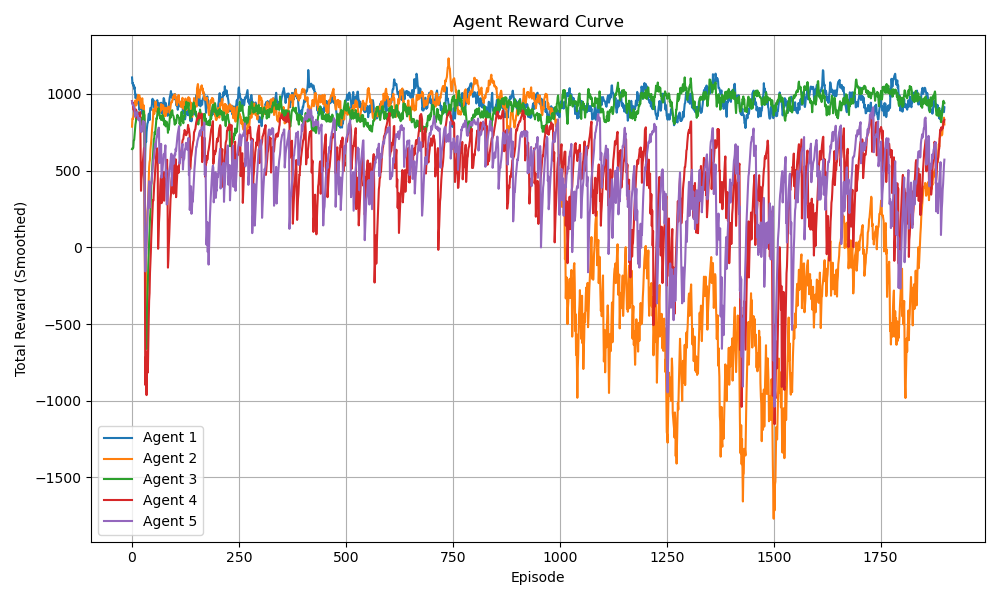 Agent Reward Curve
Total Reward (Smoothed)
1000
500
0
−500
−1000
−1500
Agent 1
Agent 2
Agent 3
Agent 4
Agent 5
0 250 500 750 1000 1250 1500 1750
Episode